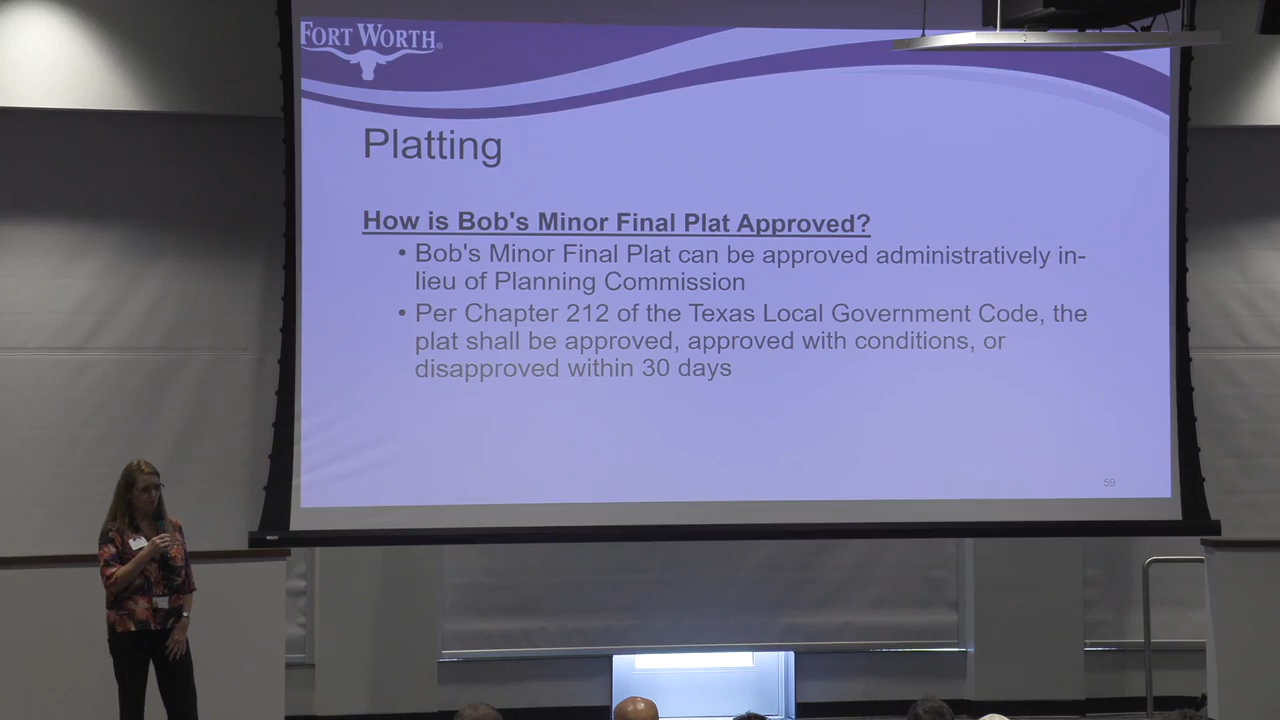 FORT WORTH®
Platting
How is Bob's Minor Final Plat Approved?
• Bob's Minor Final Plat can be approved administratively in-
lieu of Planning Commission
• Per Chapter 212 of the Texas Local Government Code, the
plat shall be approved, approved with conditions, or
disapproved within 30 days
59